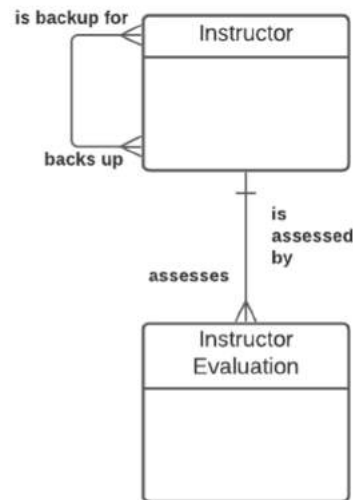 is backup for
Instructor
backs up
is
assessed
by
assesses
Instructor
Evaluation